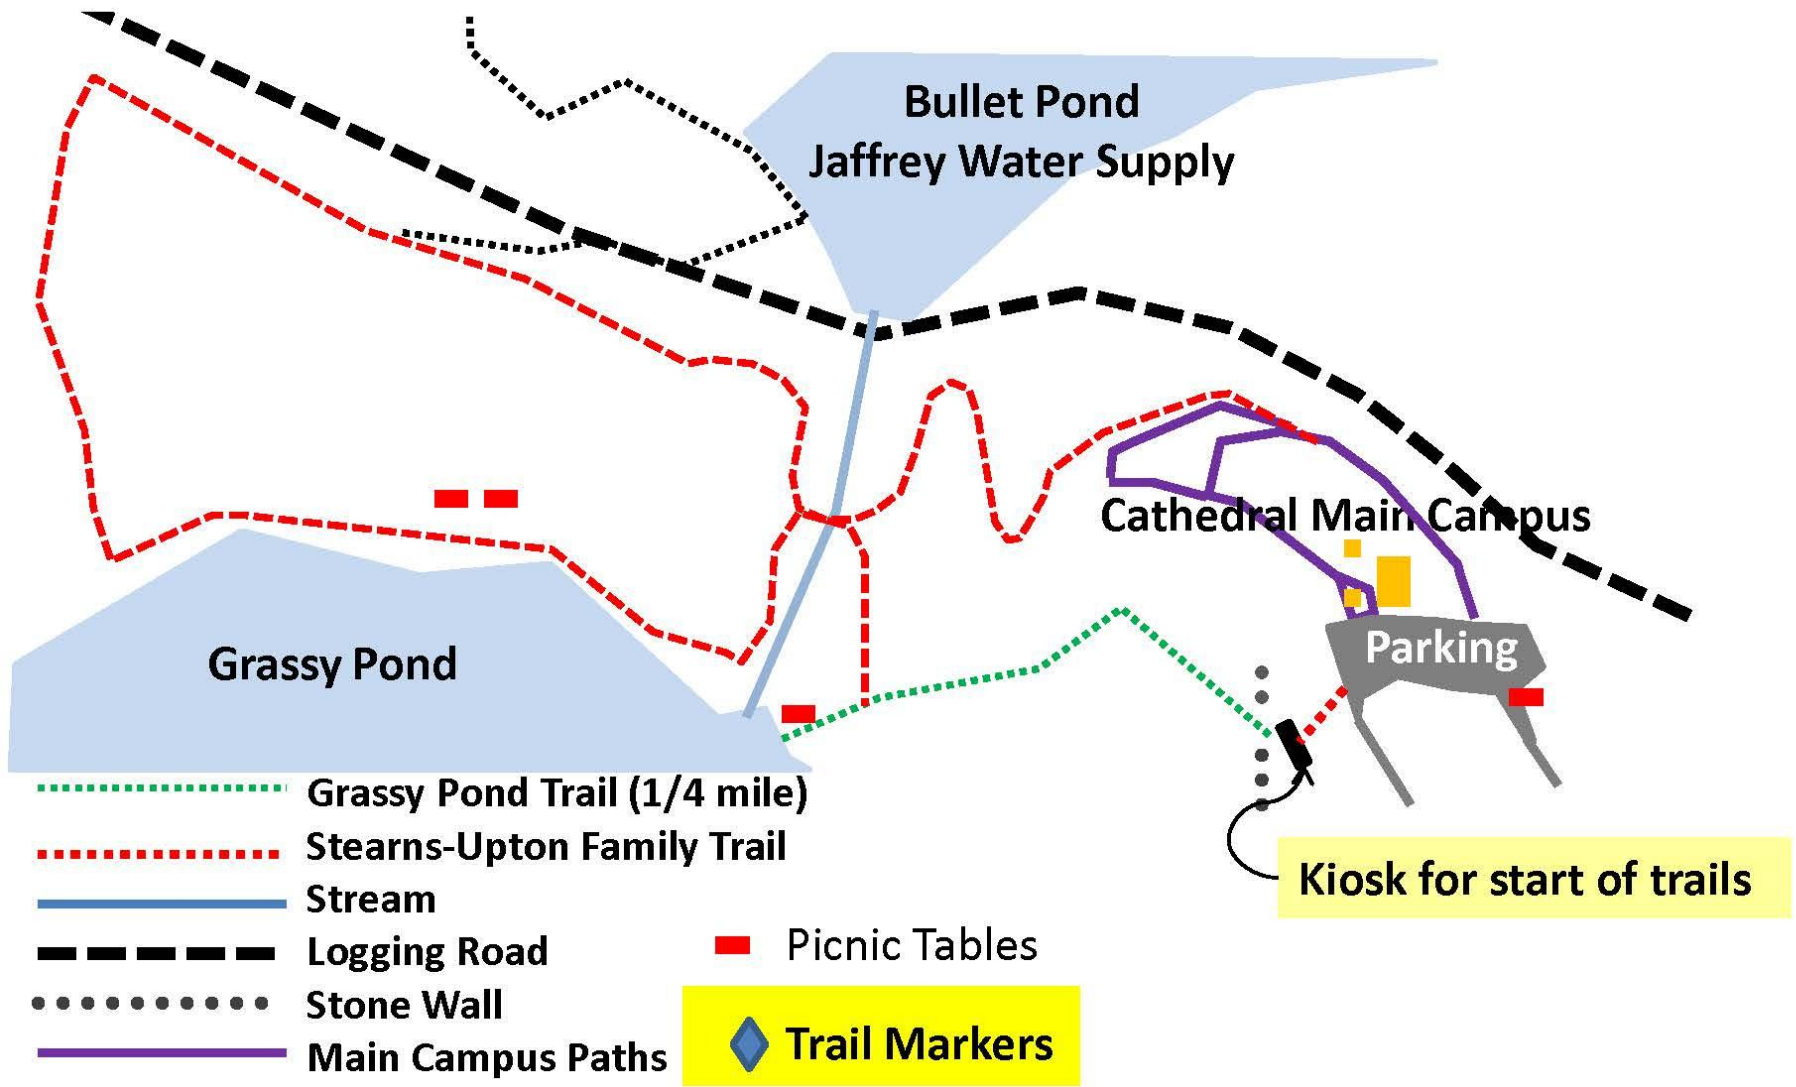 Bullet Pond
Jaffrey Water Supply
Cathedral Main Campus
Parking
Grassy Pond
Grassy Pond Trail (1/4 mile)
Stearns-Upton Family Trail
Stream
Logging Road
Stone Wall
Main Campus Paths
Kiosk for start of trails
Picnic Tables
Trail Markers